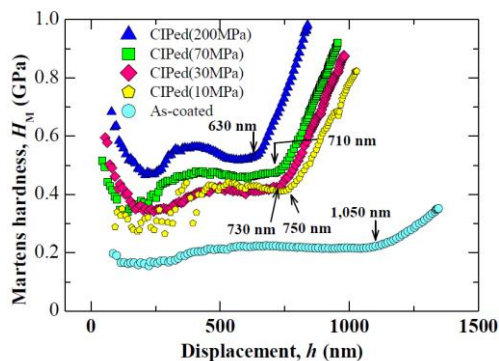 1.0
0.8
0.6
0.4
0.2
0.0
Martens hardness, H_M (GPa)
CIPed(200MPa)
CIPed(70MPa)
CIPed(30MPa)
CIPed(10MPa)
As-coated
630 nm
710 nm
730 nm
750 nm
1,050 nm
0 500 1000 1500
Displacement, h (nm)